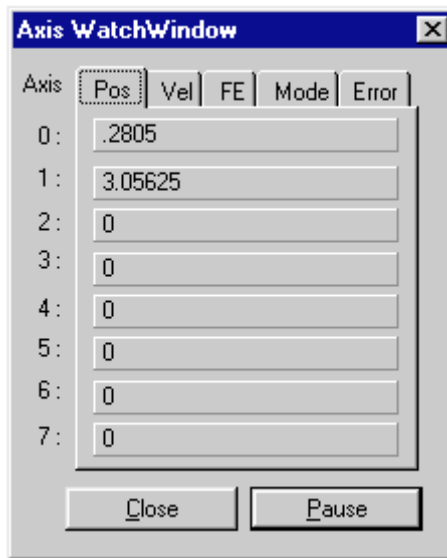 Axis WatchWindow
Axis Pos Vel FE Mode Error
0: .2805
1: 3.05625
2: 0
3: 0
4: 0
5: 0
6: 0
7: 0
Close Pause